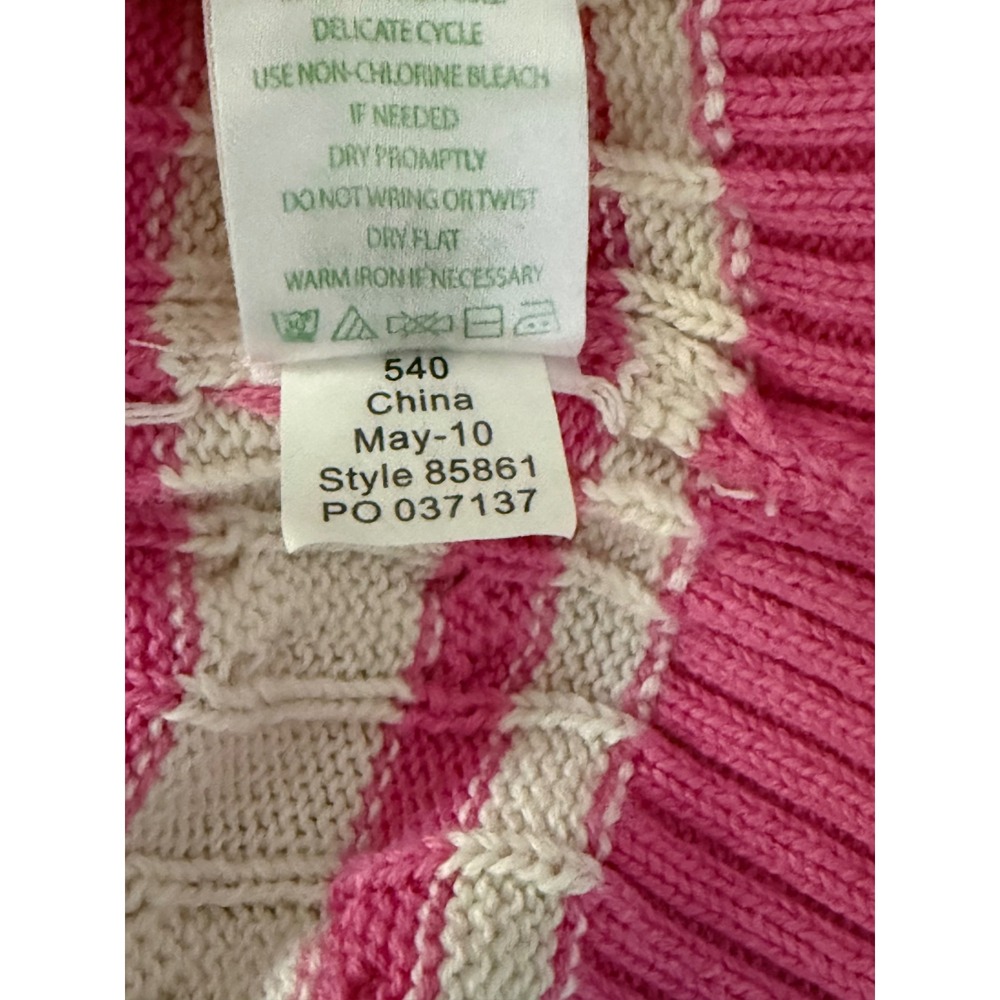 DELICATE CYCLE
USE NON-CHLORINE BLEACH
IF NEEDED
DRY PROMPTLY
DO NOT WRING OR TWIST
DRY FLAT
WARM IRON IF NECESSARY
30°
540
China
May-10
Style 85861
PO 037137